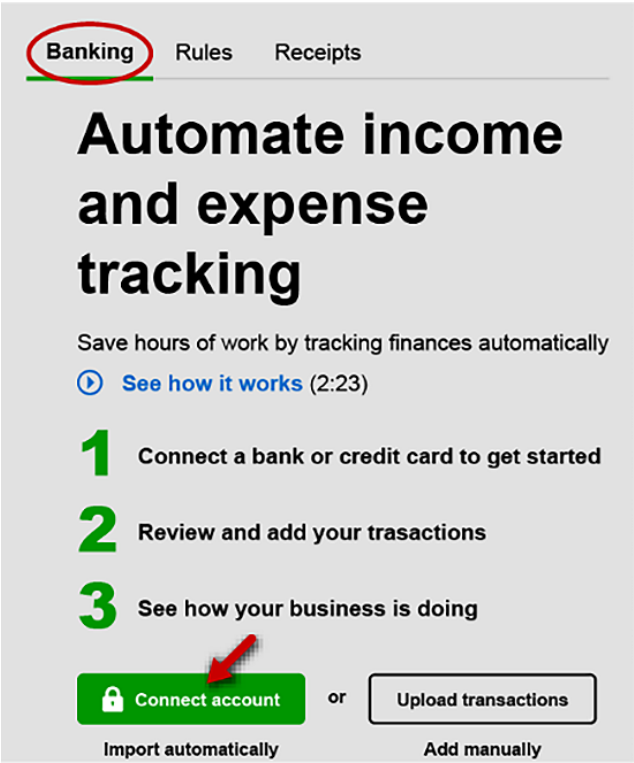 Banking Rules Receipts
Automate income
and expense
tracking
Save hours of work by tracking finances automatically
See how it works (2:23)
1 Connect a bank or credit card to get started
2 Review and add your trasactions
3 See how your business is doing
Connect account or Upload transactions
Import automatically Add manually